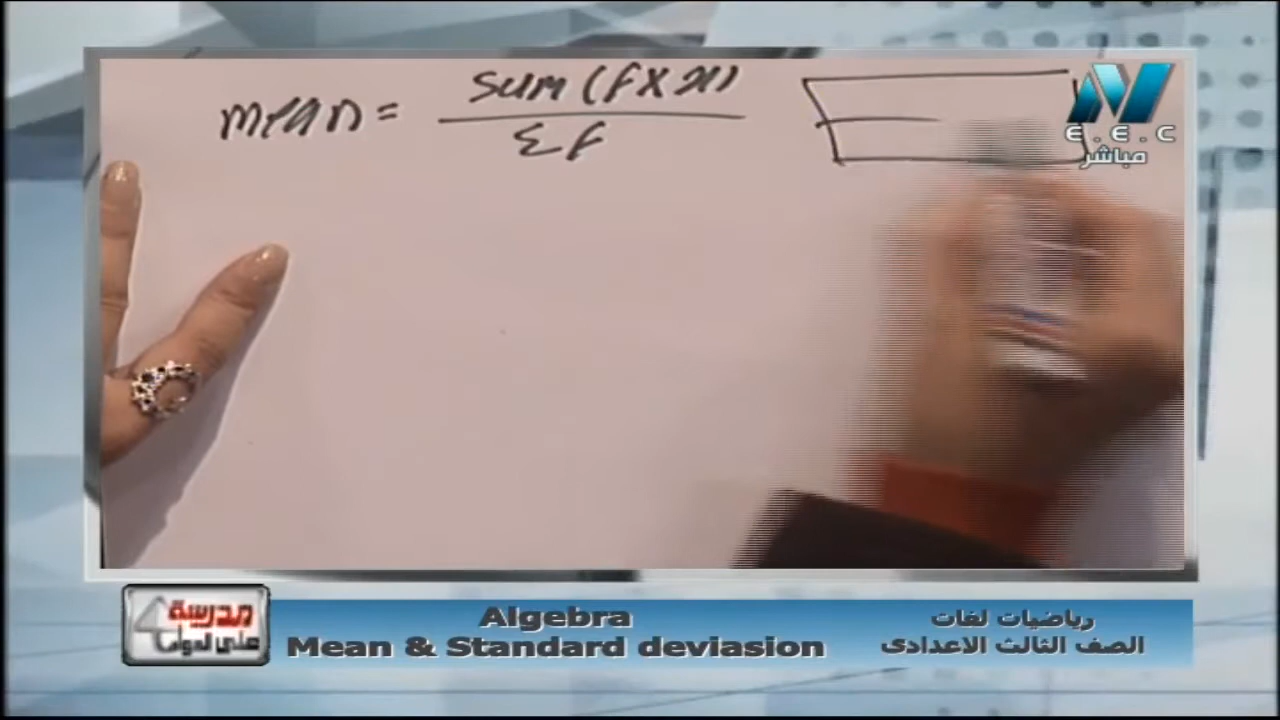 mean = sum (f x x)
Σf
E.E.C
مباشر
مدرسة
على الهواء
Algebra
Mean & Standard deviasion
رياضيات لغات
الصف الثالث الاعدادى